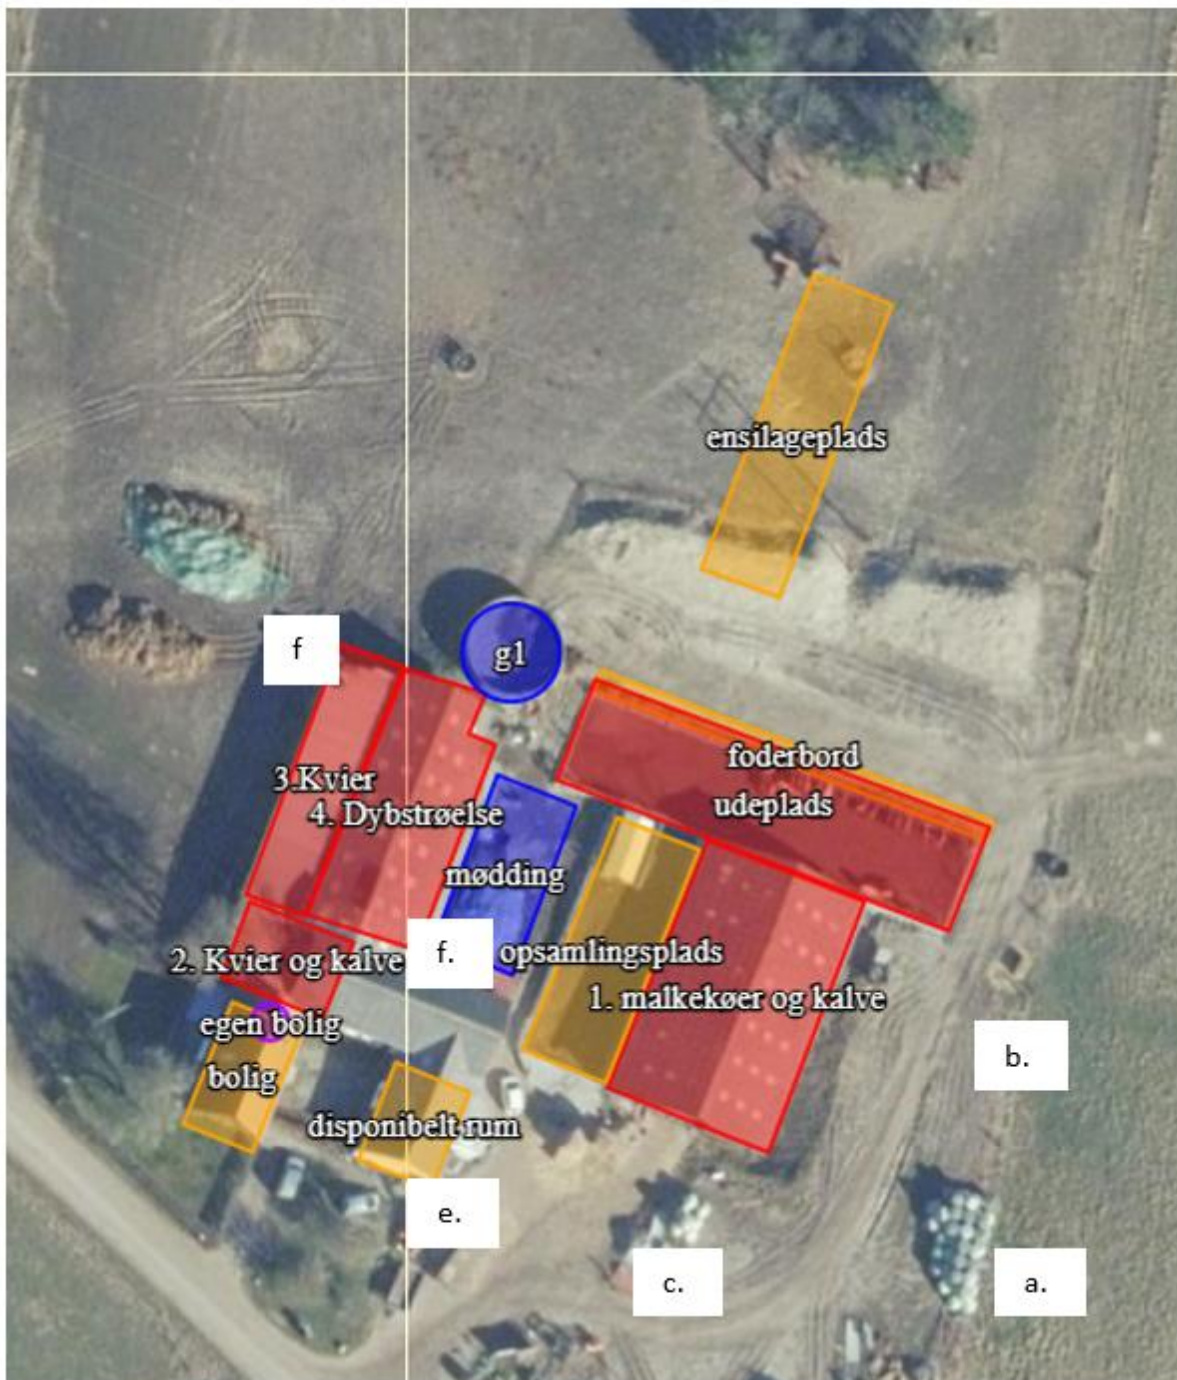 ensilageplads
f
g1
foderbord
3.Kvier
udeplads
4. Dybstrøelse
mødding
f.
opsamlingsplads
2. Kvier og kalve
1. malkekøer og kalve
egen bolig
b.
bolig
disponibelt rum
e.
c.
a.